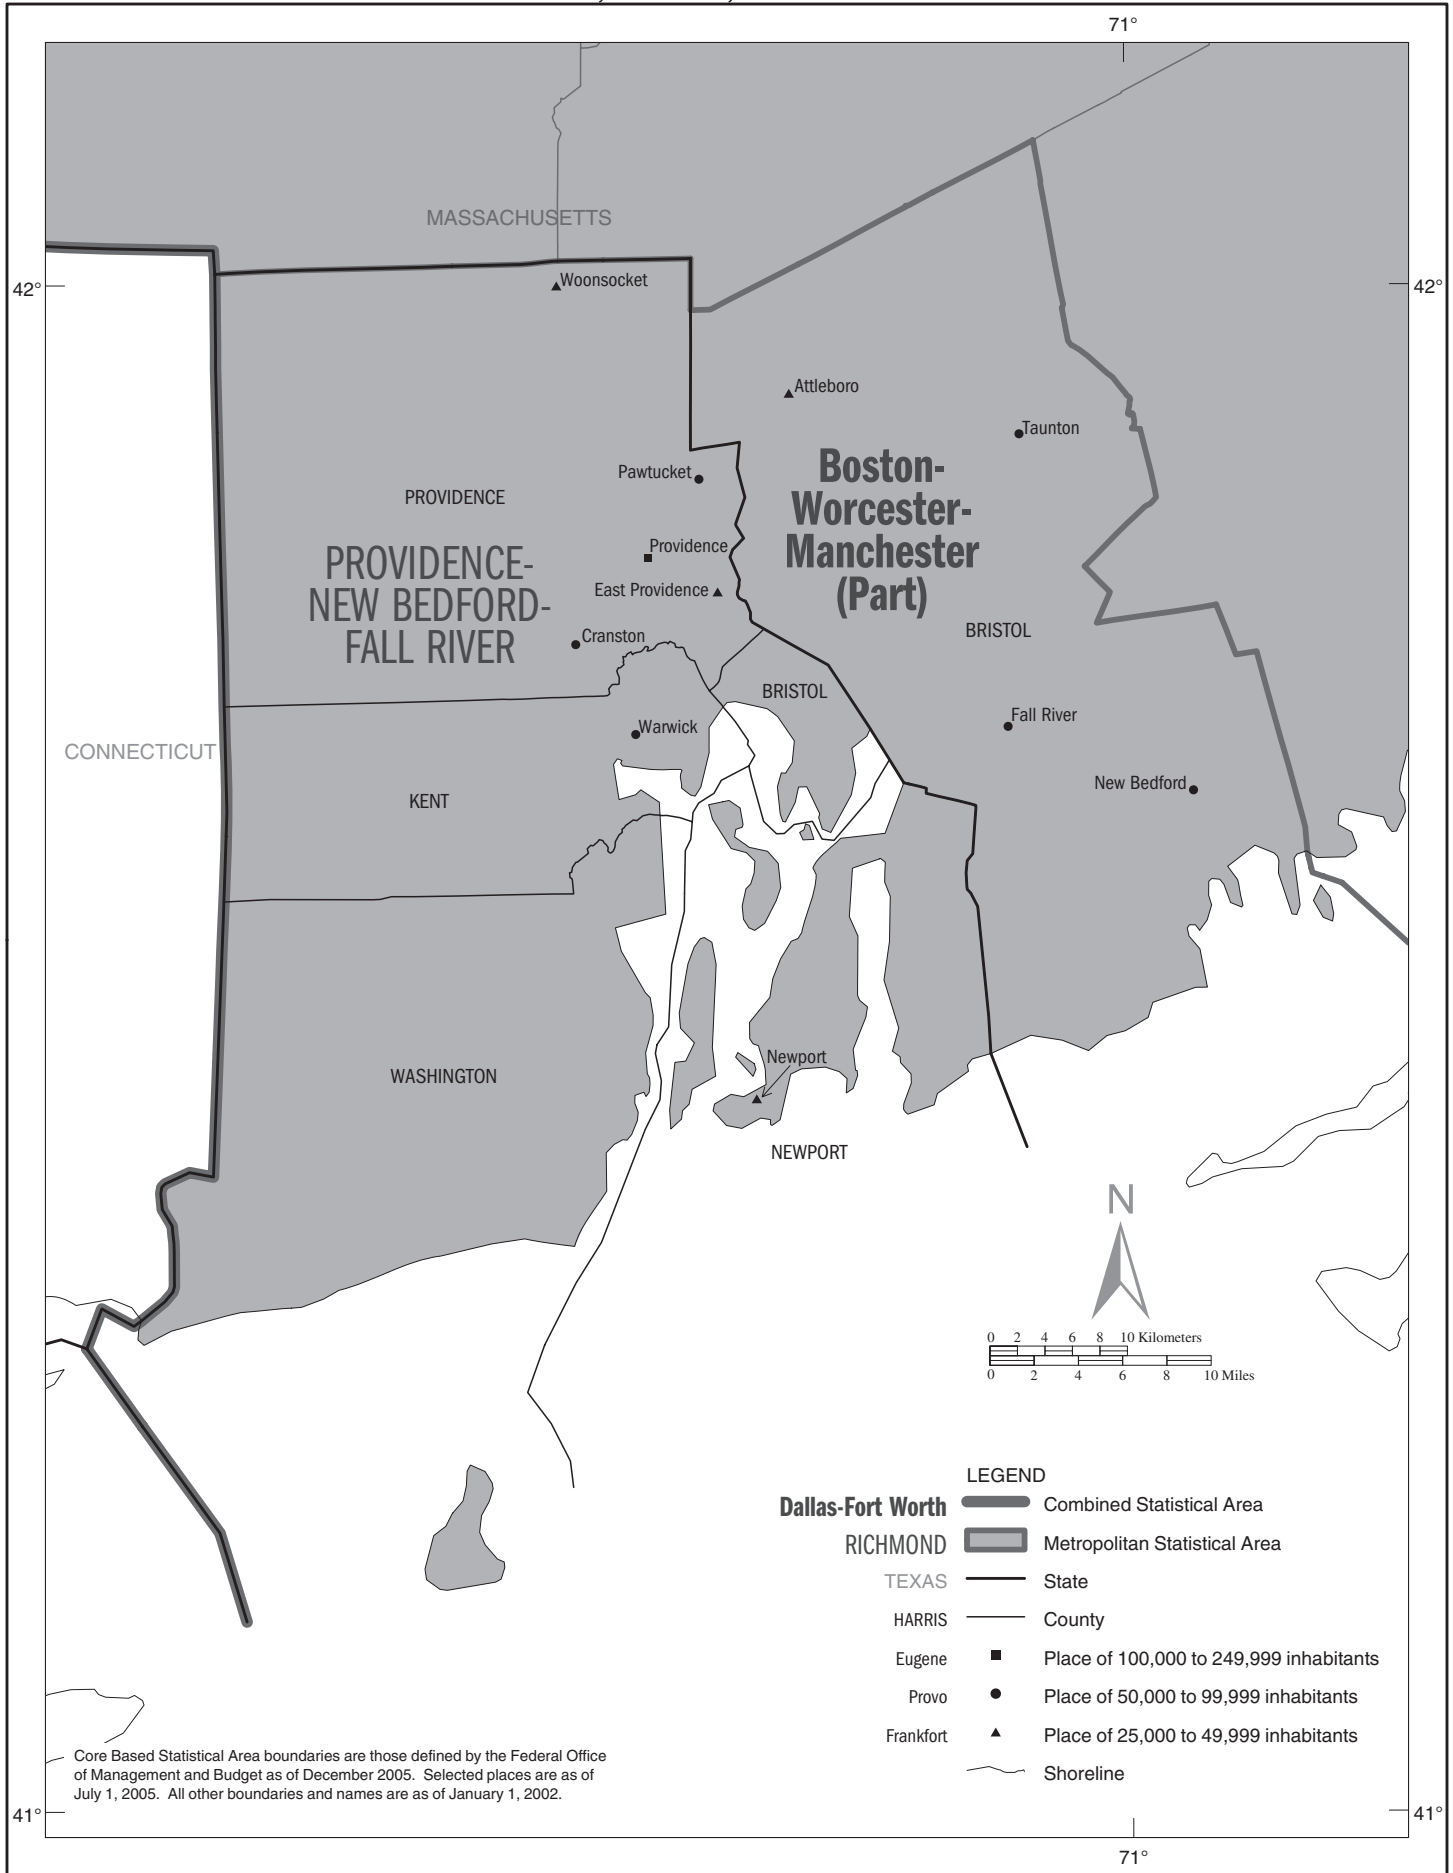 71°
MASSACHUSETTS
42°
42°
Woonsocket
Attleboro
Taunton
Pawtucket
Boston-
Worcester-
Manchester
(Part)
PROVIDENCE
Providence
PROVIDENCE-
NEW BEDFORD-
FALL RIVER
East Providence
BRISTOL
Cranston
BRISTOL
Fall River
Warwick
CONNECTICUT
New Bedford
KENT
Newport
WASHINGTON
NEWPORT
N
0 2 4 6 8 10 Kilometers
0 2 4 6 8 10 Miles
LEGEND
Dallas-Fort Worth Combined Statistical Area
RICHMOND Metropolitan Statistical Area
TEXAS State
HARRIS County
Eugene Place of 100,000 to 249,999 inhabitants
Provo Place of 50,000 to 99,999 inhabitants
Frankfort Place of 25,000 to 49,999 inhabitants
Shoreline
Core Based Statistical Area boundaries are those defined by the Federal Office
of Management and Budget as of December 2005. Selected places are as of
July 1, 2005. All other boundaries and names are as of January 1, 2002.
41°
41°
71°